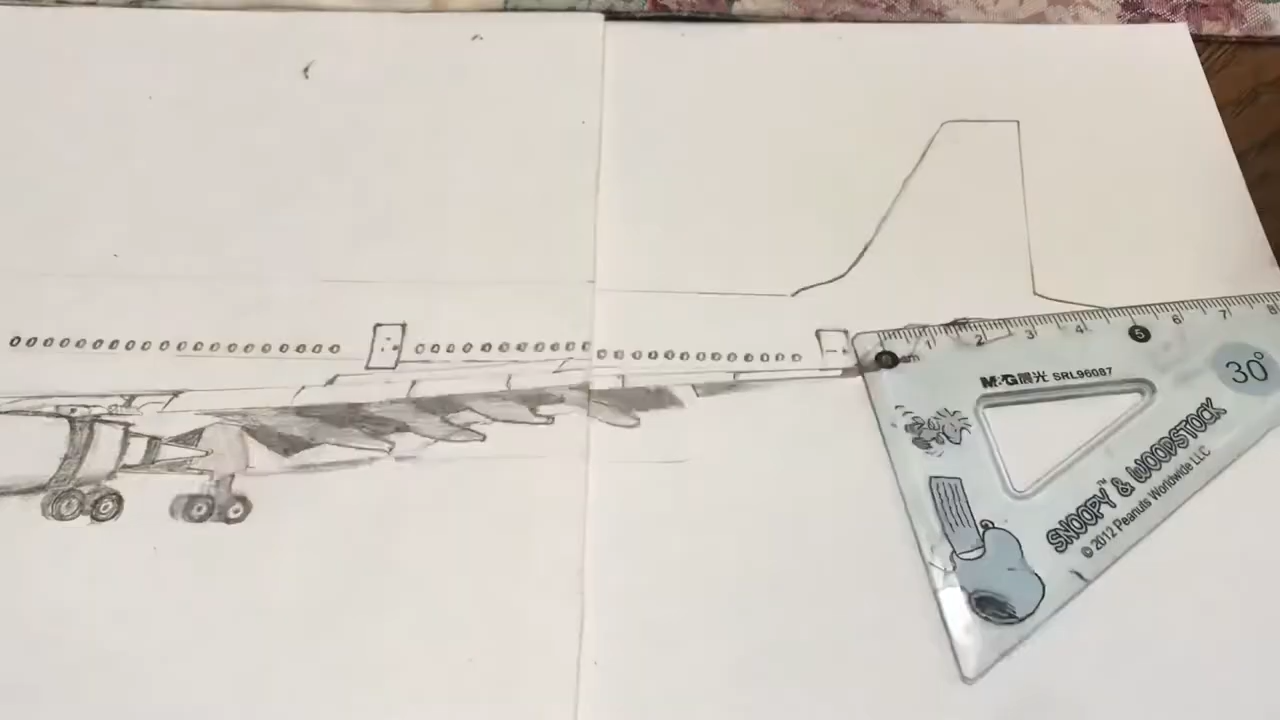 1 2 3 4 5 6 7 8
cm
M&G晨光 SRL96087
30°
SNOOPY™ & WOODSTOCK
© 2012 Peanuts Worldwide LLC